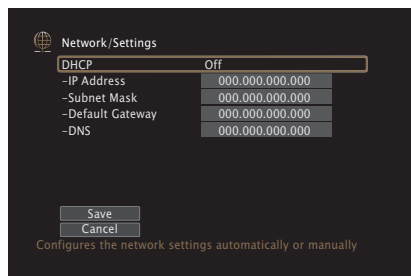 Network/Settings
DHCP Off
-IP Address 000.000.000.000
-Subnet Mask 000.000.000.000
-Default Gateway 000.000.000.000
-DNS 000.000.000.000
Save
Cancel
Configures the network settings automatically or manually